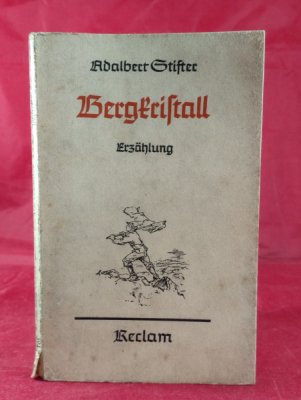 Adalbert Stifter
Bergkriſtall
Erzählung
Reclam